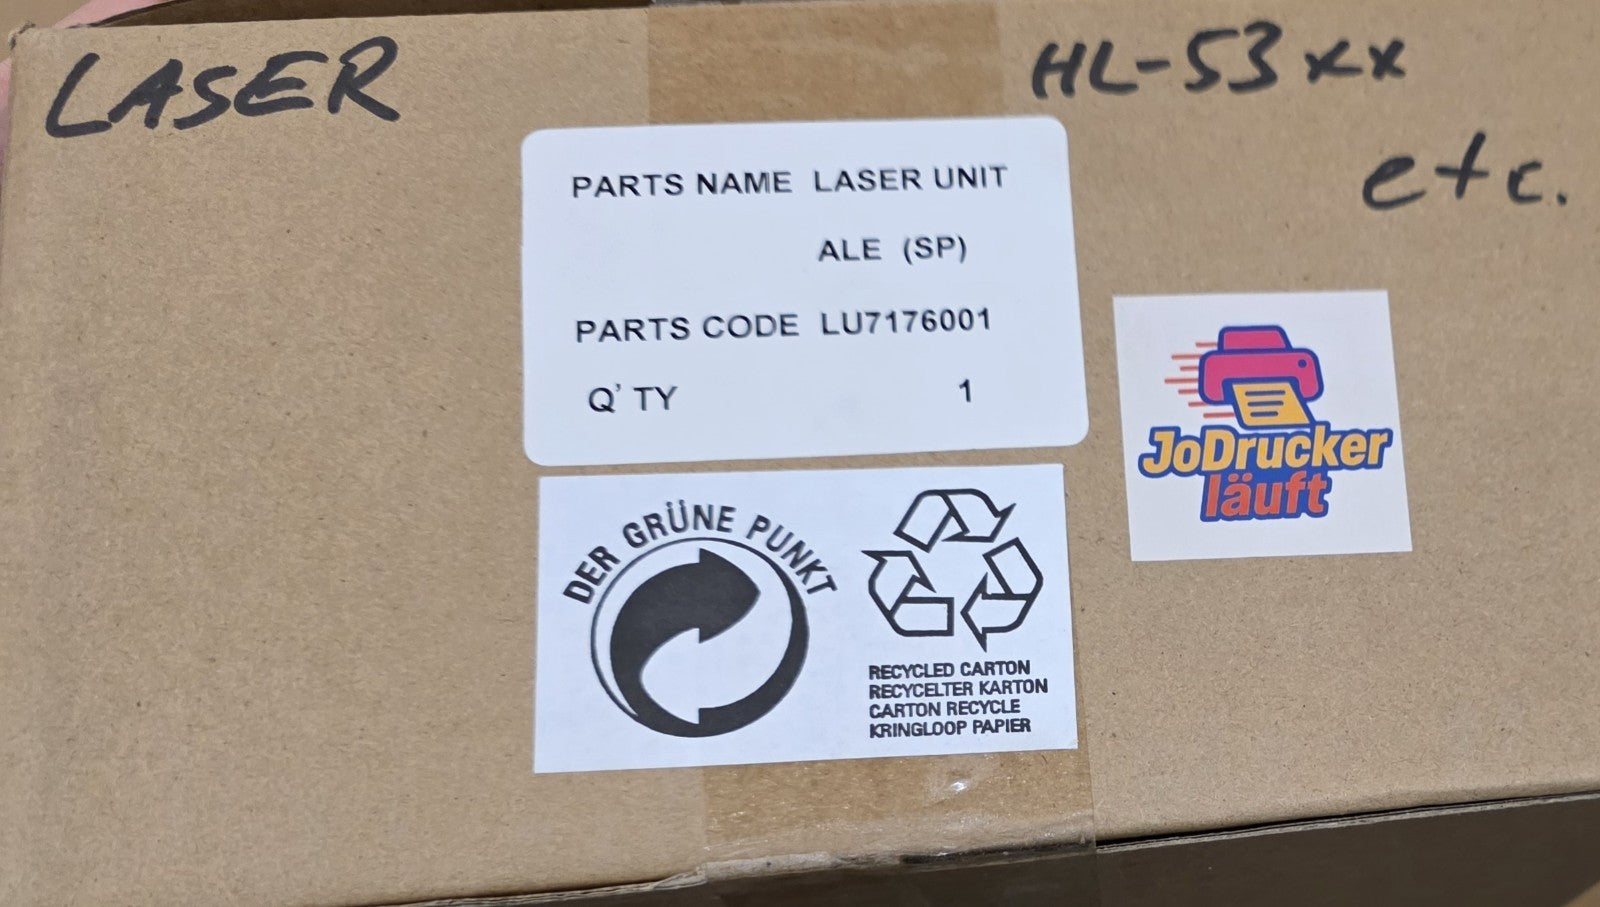 LASER
HL-53xx
etc.
PARTS NAME LASER UNIT
ALE (SP)
PARTS CODE LU7176001
Q'TY 1
JoDrucker
läuft
DER GRÜNE PUNKT
RECYCLED CARTON
RECYCELTER KARTON
CARTON RECYCLE
KRINGLOOP PAPIER